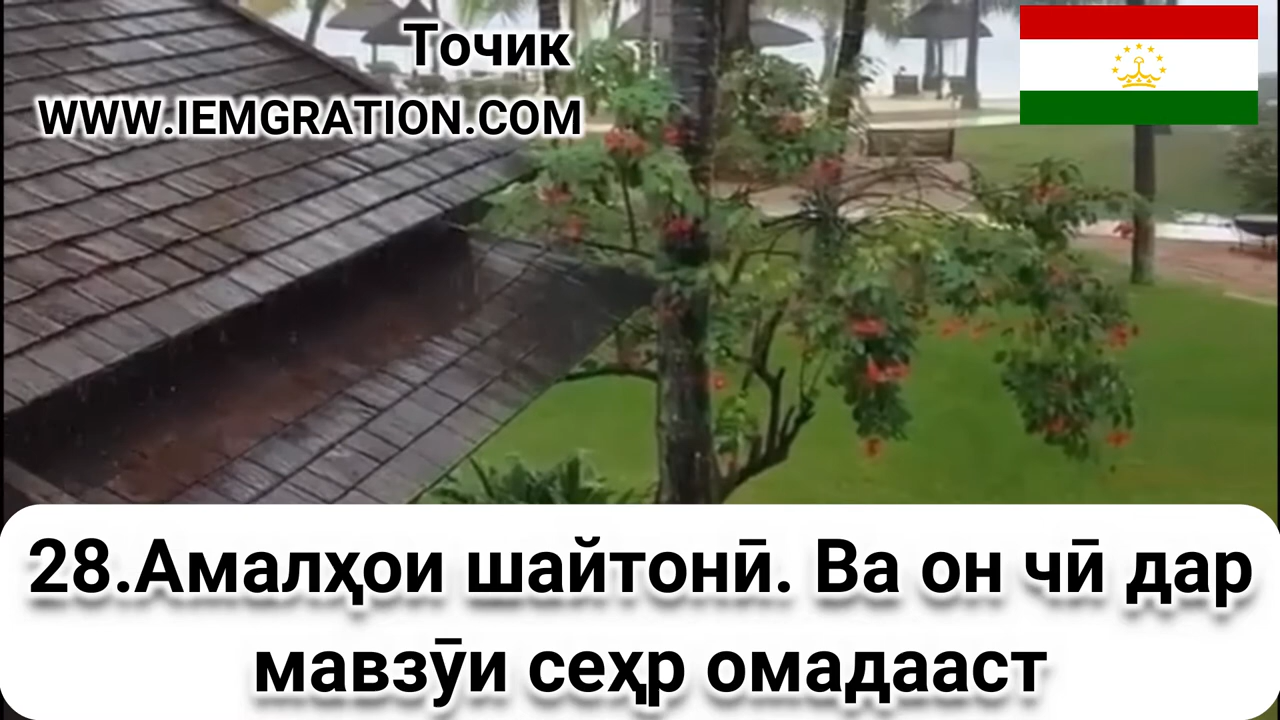 Точик
WWW.IEMGRATION.COM
28.Амалҳои шайтонӣ. Ва он чӣ дар
мавзӯи сеҳр омадааст